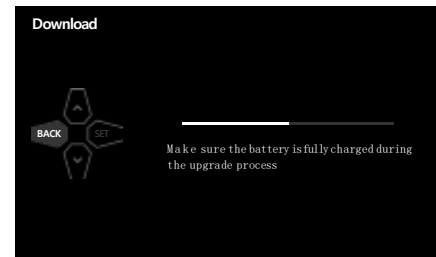 Download
BACK
SET
Make sure the battery is fully charged during
the upgrade process